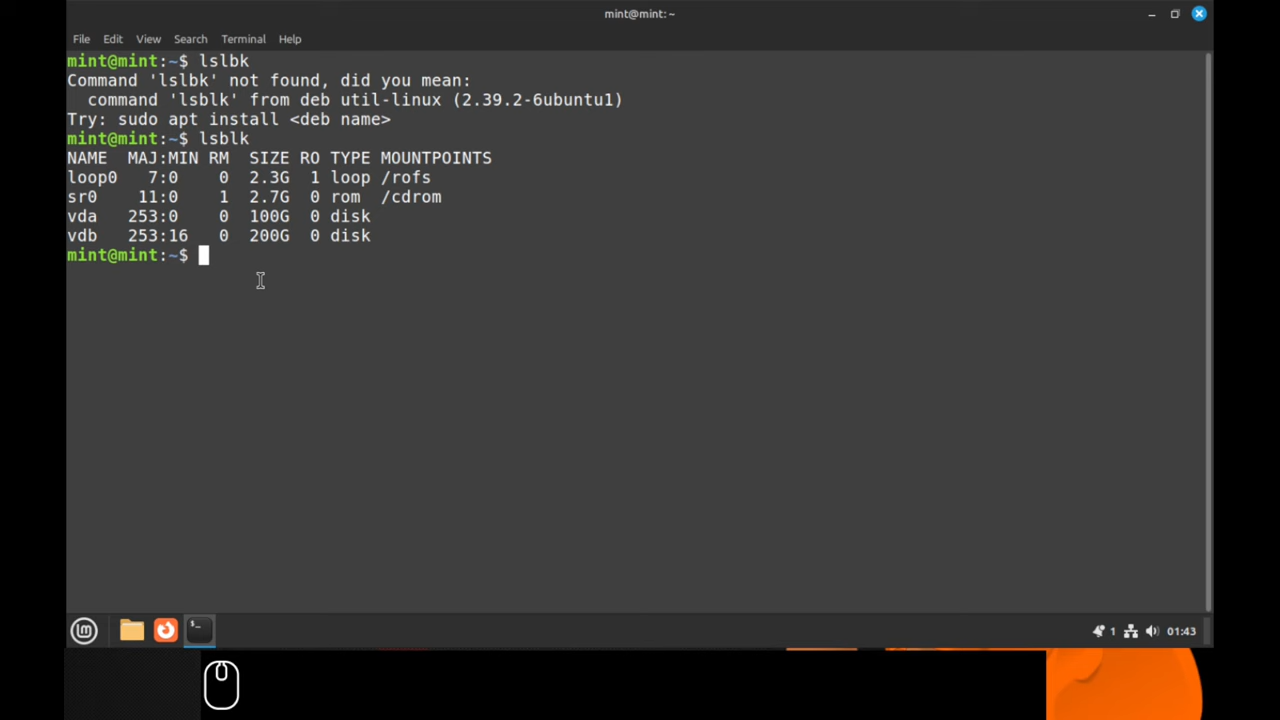 mint@mint:~
File Edit View Search Terminal Help
mint@mint:~$ lslbk
Command 'lslbk' not found, did you mean:
  command 'lsblk' from deb util-linux (2.39.2-6ubuntu1)
Try: sudo apt install <deb name>
mint@mint:~$ lsblk
NAME  MAJ:MIN RM  SIZE RO TYPE MOUNTPOINTS
loop0   7:0    0  2.3G  1 loop /rofs
sr0    11:0    1  2.7G  0 rom  /cdrom
vda   253:0    0  100G  0 disk
vdb   253:16   0  200G  0 disk
mint@mint:~$
$_
1 01:43